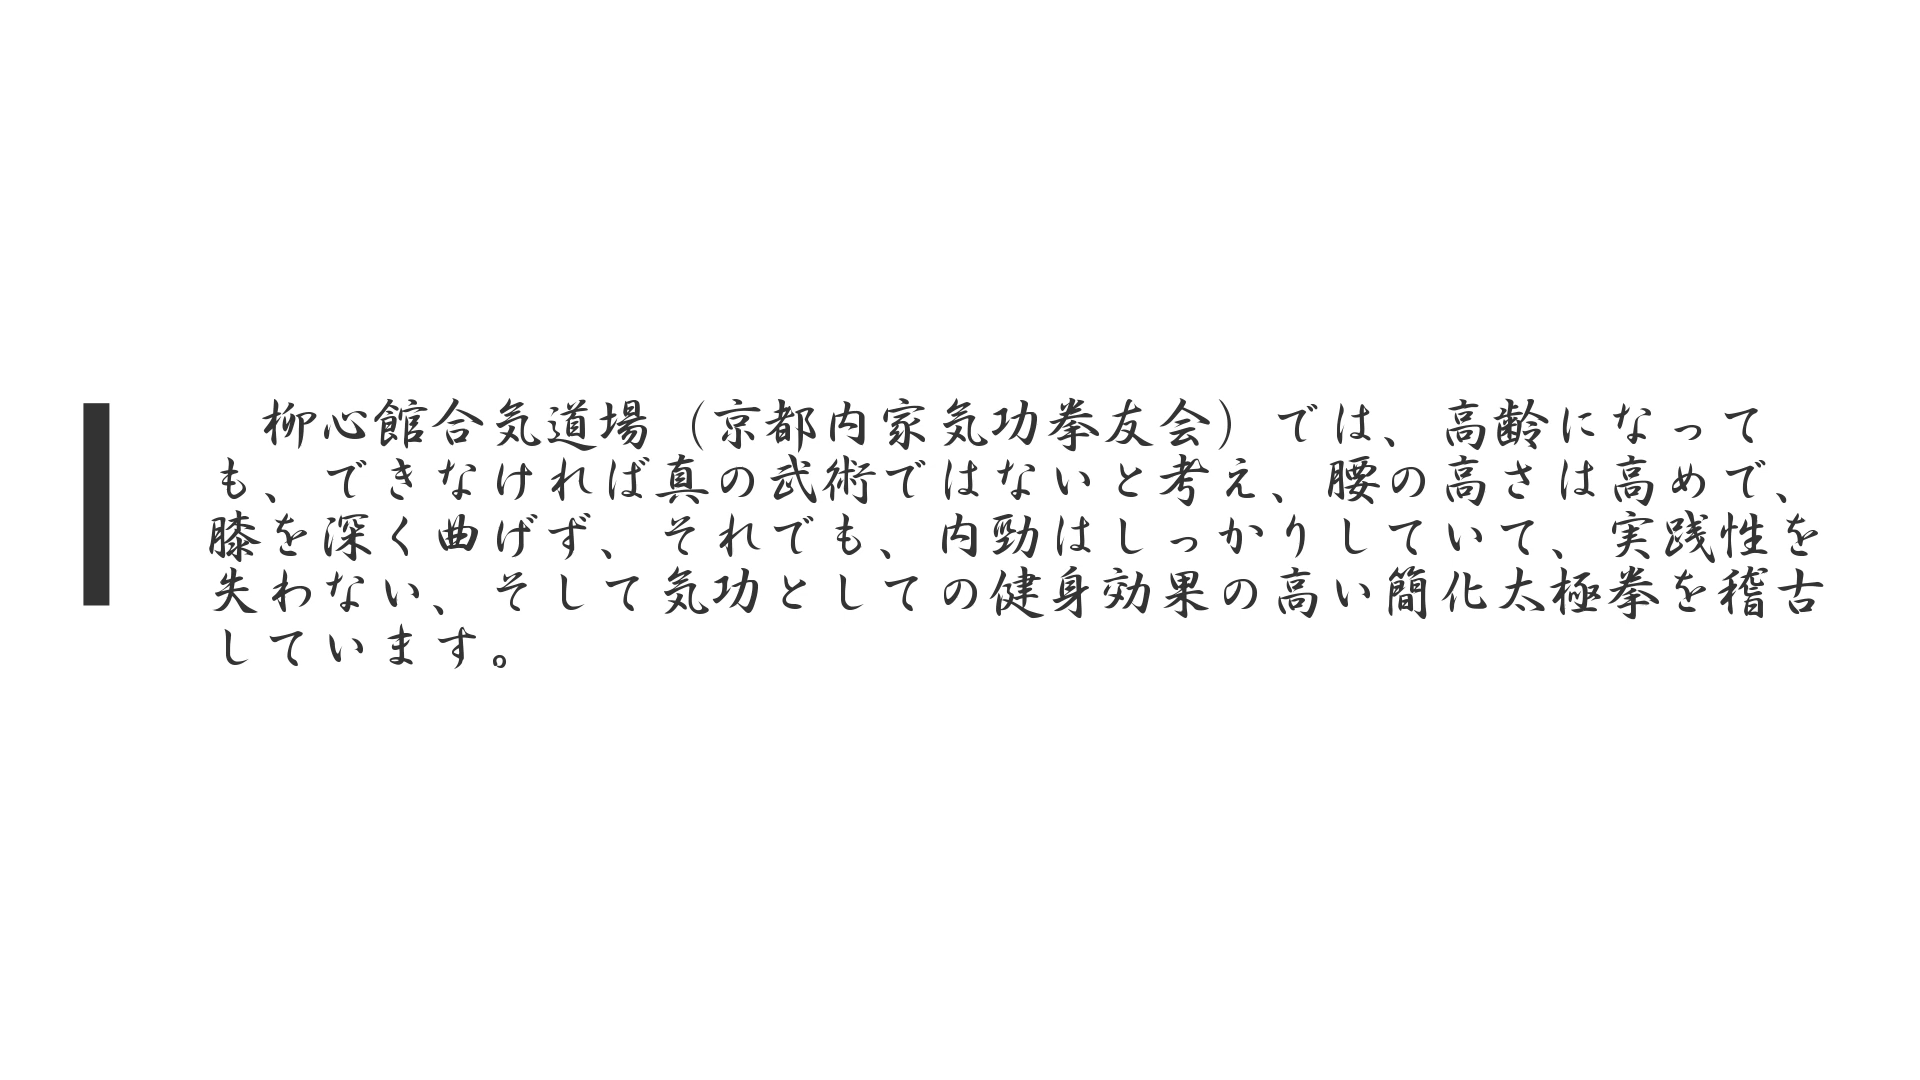 柳心館合気道場（京都内家気功拳友会）では、高齢になって
も、できなければ真の武術ではないと考え、腰の高さは高めで、
膝を深く曲げず、それでも、内勁はしっかりしていて、実践性を
失わない、そして気功としての健身効果の高い簡化太極拳を稽古
しています。